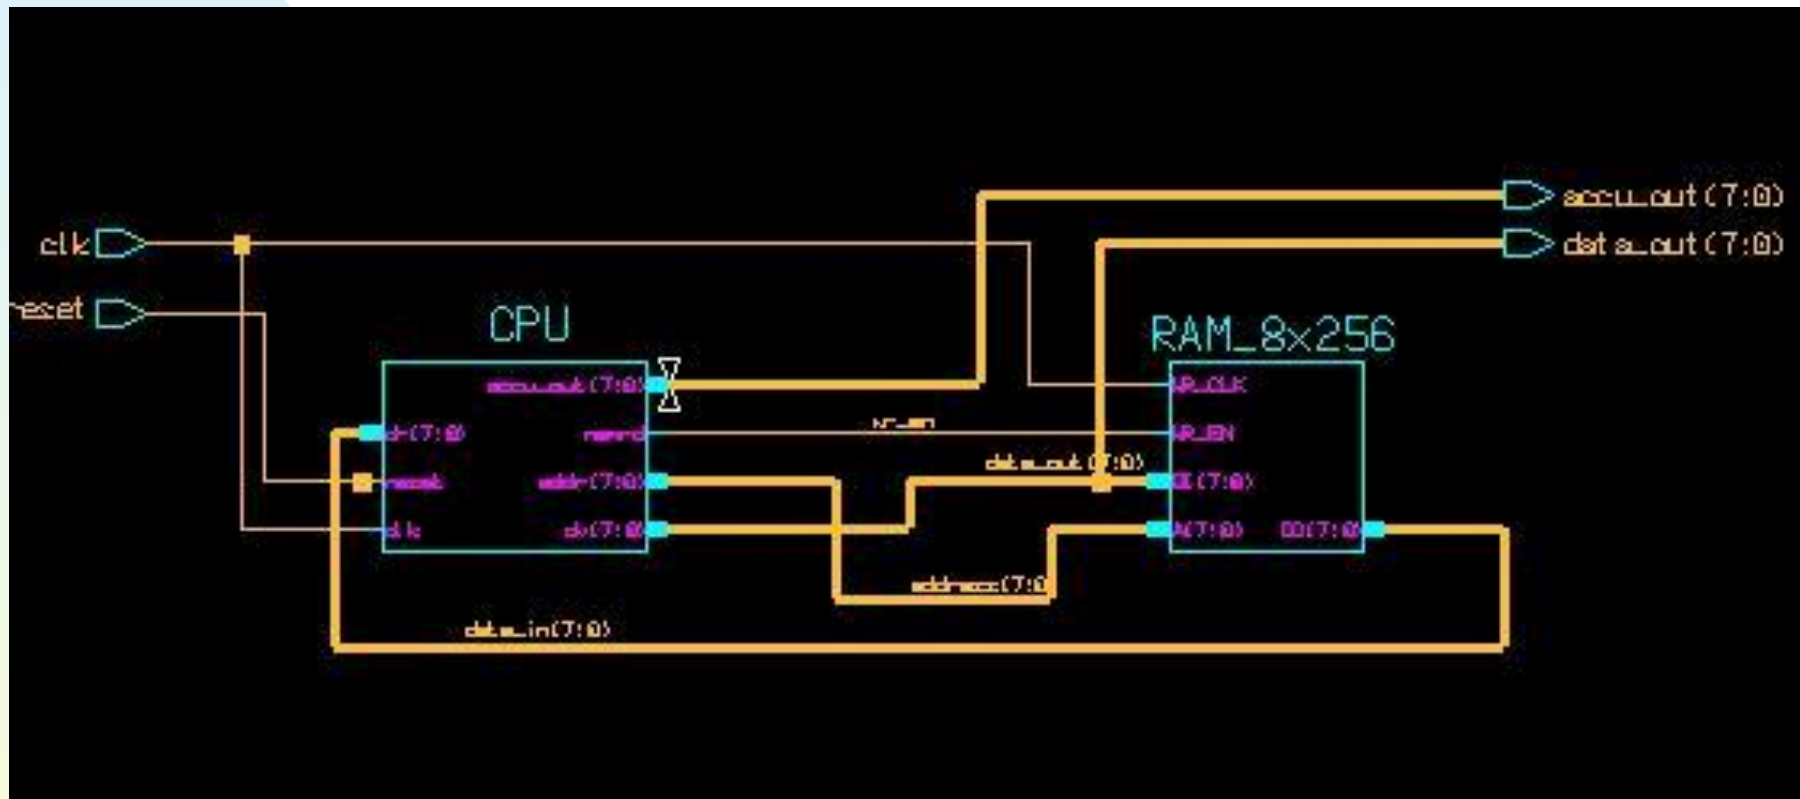 accu_out(7:0)
clk
data_out(7:0)
reset
CPU
RAM_8x256
accu_out(7:0)
WR_CLK
di(7:0)
WR_EN
data_out(7:0)
reset
addr(7:0)
DI(7:0)
clk
do(7:0)
A(7:0)
DO(7:0)
address(7:0
data_in(7:0)